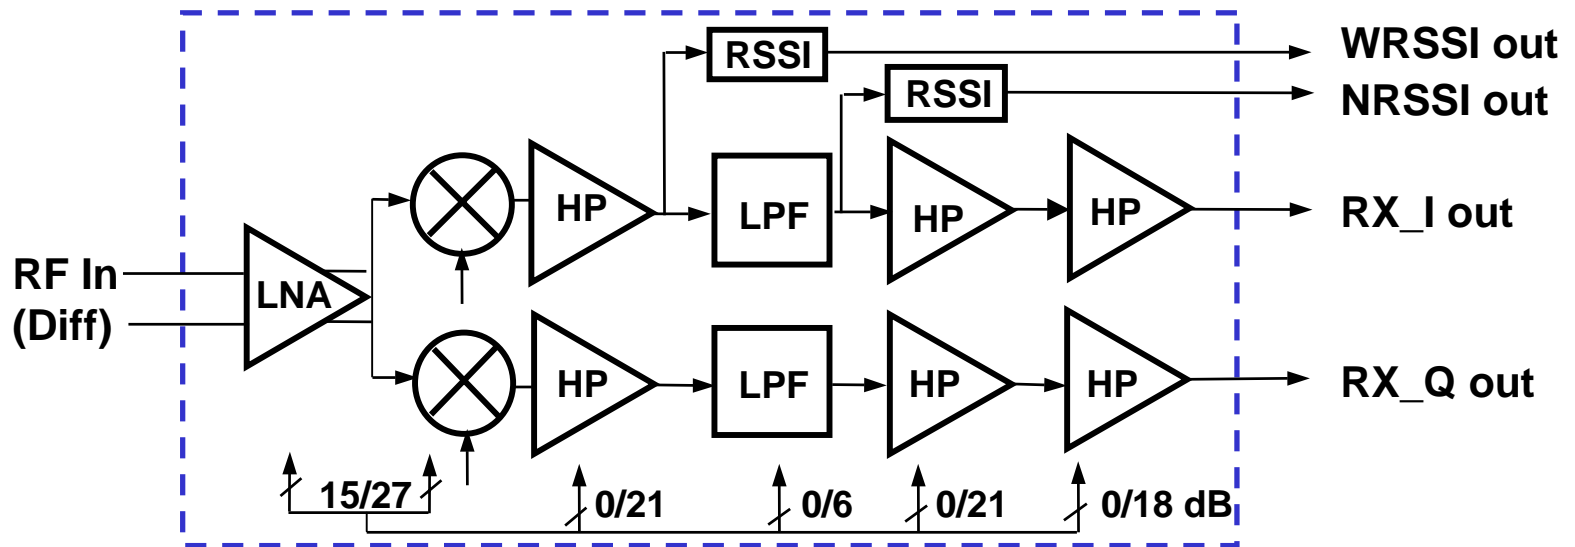 RSSI
WRSSI out
RSSI
NRSSI out
HP
LPF
HP
HP
RX_I out
RF In
(Diff)
LNA
HP
LPF
HP
HP
RX_Q out
15/27
0/21
0/6
0/21
0/18 dB